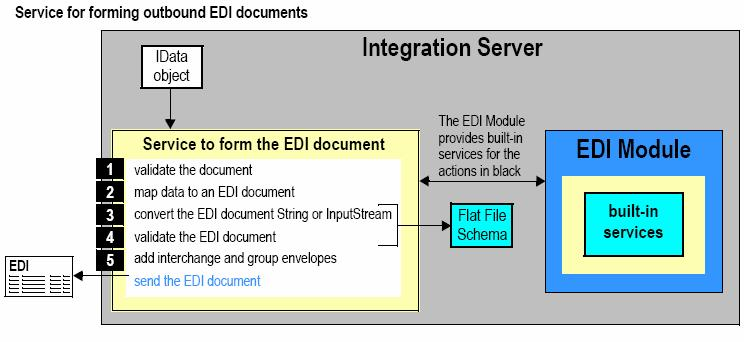 Service for forming outbound EDI documents
Integration Server
IData
object
The EDI Module
provides built-in
services for the
actions in black
Service to form the EDI document
1 validate the document
2 map data to an EDI document
3 convert the EDI document String or InputStream
4 validate the EDI document
5 add interchange and group envelopes
send the EDI document
Flat File
Schema
EDI Module
built-in
services
EDI